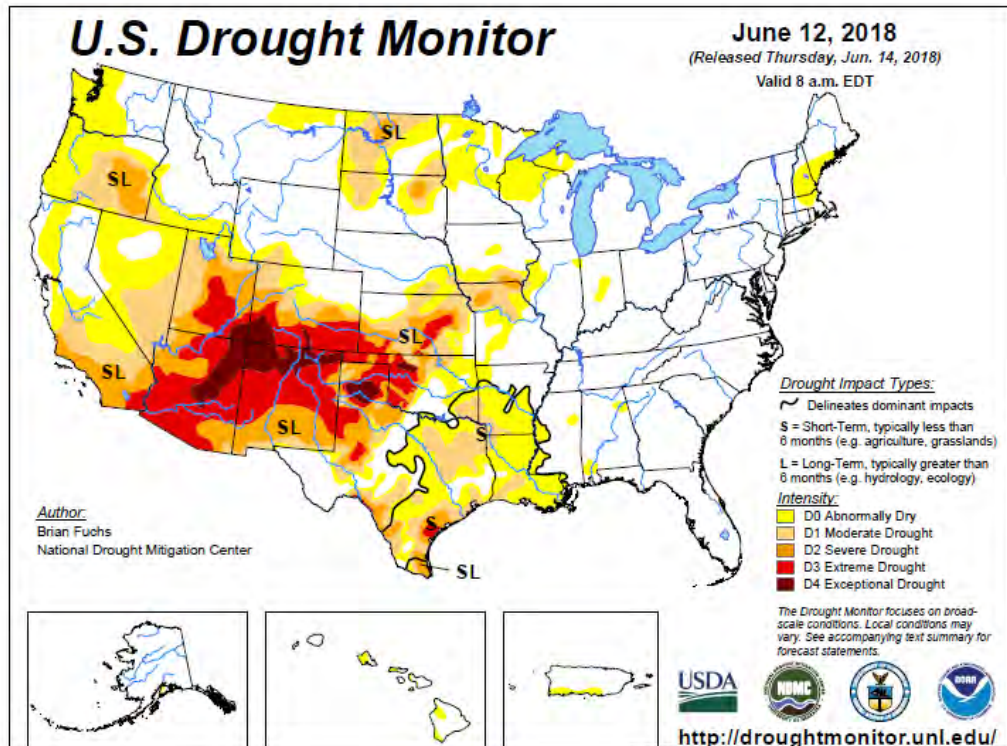 U.S. Drought Monitor
June 12, 2018
(Released Thursday, Jun. 14, 2018)
Valid 8 a.m. EDT
SL
SL
SL
SL
SL
S
S
SL
Drought Impact Types:
Delineates dominant impacts
S = Short-Term, typically less than
6 months (e.g. agriculture, grasslands)
L = Long-Term, typically greater than
6 months (e.g. hydrology, ecology)
Intensity:
D0 Abnormally Dry
D1 Moderate Drought
D2 Severe Drought
D3 Extreme Drought
D4 Exceptional Drought
Author:
Brian Fuchs
National Drought Mitigation Center
The Drought Monitor focuses on broad-
scale conditions. Local conditions may
vary. See accompanying text summary for
forecast statements.
USDA
NDMC
NOAA
http://droughtmonitor.unl.edu/